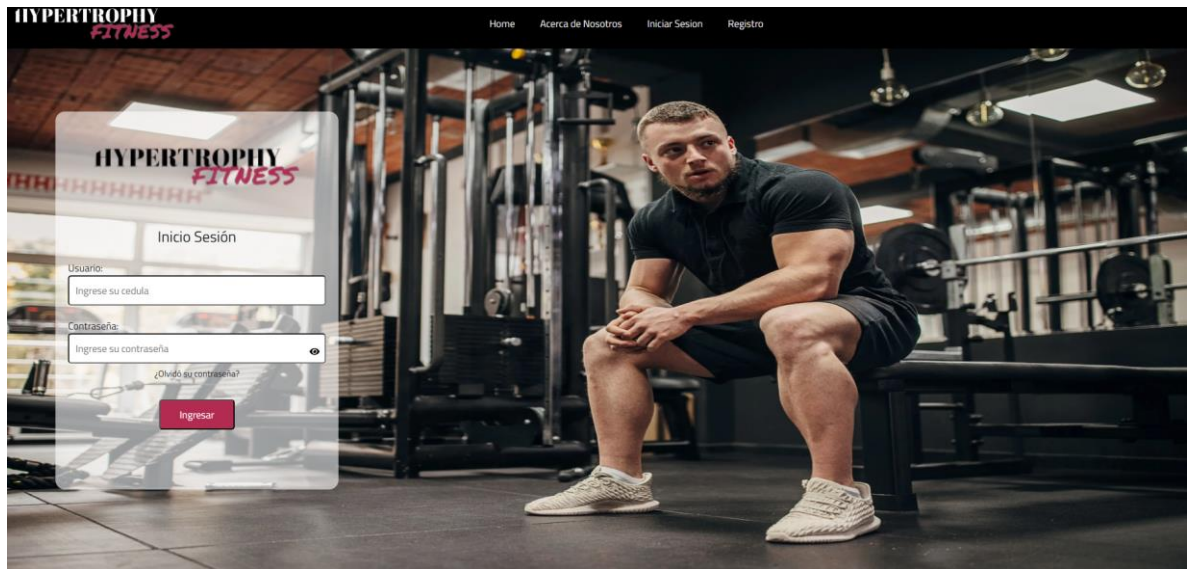 HYPERTROPHY
FITNESS
Home Acerca de Nosotros Iniciar Sesion Registro
HYPERTROPHY
FITNESS
Inicio Sesión
Usuario:
Ingrese su cedula
Contraseña:
Ingrese su contraseña
¿Olvidó su contraseña?
Ingresar